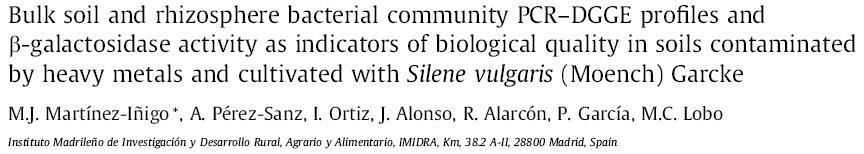 Bulk soil and rhizosphere bacterial community PCR–DGGE profiles and
β-galactosidase activity as indicators of biological quality in soils contaminated
by heavy metals and cultivated with Silene vulgaris (Moench) Garcke
M.J. Martínez-Iñigo *, A. Pérez-Sanz, I. Ortiz, J. Alonso, R. Alarcón, P. García, M.C. Lobo
Instituto Madrileño de Investigación y Desarrollo Rural, Agrario y Alimentario, IMIDRA, Km, 38.2 A-II, 28800 Madrid, Spain